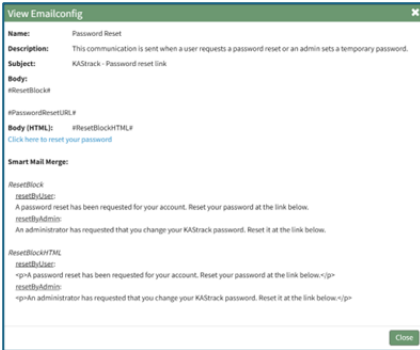 View Emailconfig
Name: Password Reset
Description: This communication is sent when a user requests a password reset or an admin sets a temporary password.
Subject: KAStrack - Password reset link
Body:
#ResetBlock#
#PasswordResetURL#
Body (HTML): #ResetBlockHTML#
Click here to reset your password
Smart Mail Merge:
ResetBlock
resetByUser:
A password reset has been requested for your account. Reset your password at the link below.
resetByAdmin:
An administrator has requested that you change your KAStrack password. Reset it at the link below.
ResetBlockHTML
resetByUser:
<p>A password reset has been requested for your account. Reset your password at the link below.</p>
resetByAdmin:
<p>An administrator has requested that you change your KAStrack password. Reset it at the link below.</p>
Close